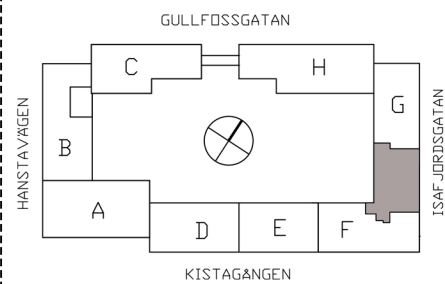 GULLFOSSGATAN
C
H
G
B
HANSTAVÄGEN
ISAFJORDSGATAN
A
D
E
F
KISTAGÅNGEN